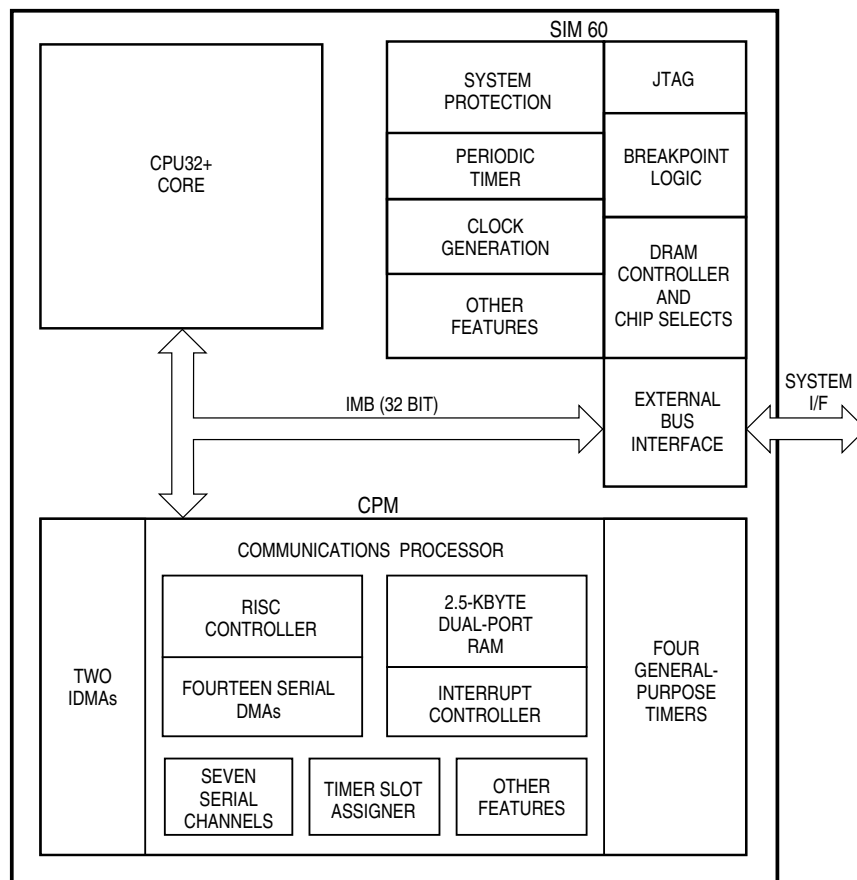 SIM 60
CPU32+
CORE
SYSTEM
PROTECTION
PERIODIC
TIMER
CLOCK
GENERATION
OTHER
FEATURES
JTAG
BREAKPOINT
LOGIC
DRAM
CONTROLLER
AND
CHIP SELECTS
EXTERNAL
BUS
INTERFACE
SYSTEM
I/F
IMB (32 BIT)
CPM
TWO
IDMAs
COMMUNICATIONS PROCESSOR
RISC
CONTROLLER
FOURTEEN SERIAL
DMAs
2.5-KBYTE
DUAL-PORT
RAM
INTERRUPT
CONTROLLER
SEVEN
SERIAL
CHANNELS
TIMER SLOT
ASSIGNER
OTHER
FEATURES
FOUR
GENERAL-
PURPOSE
TIMERS